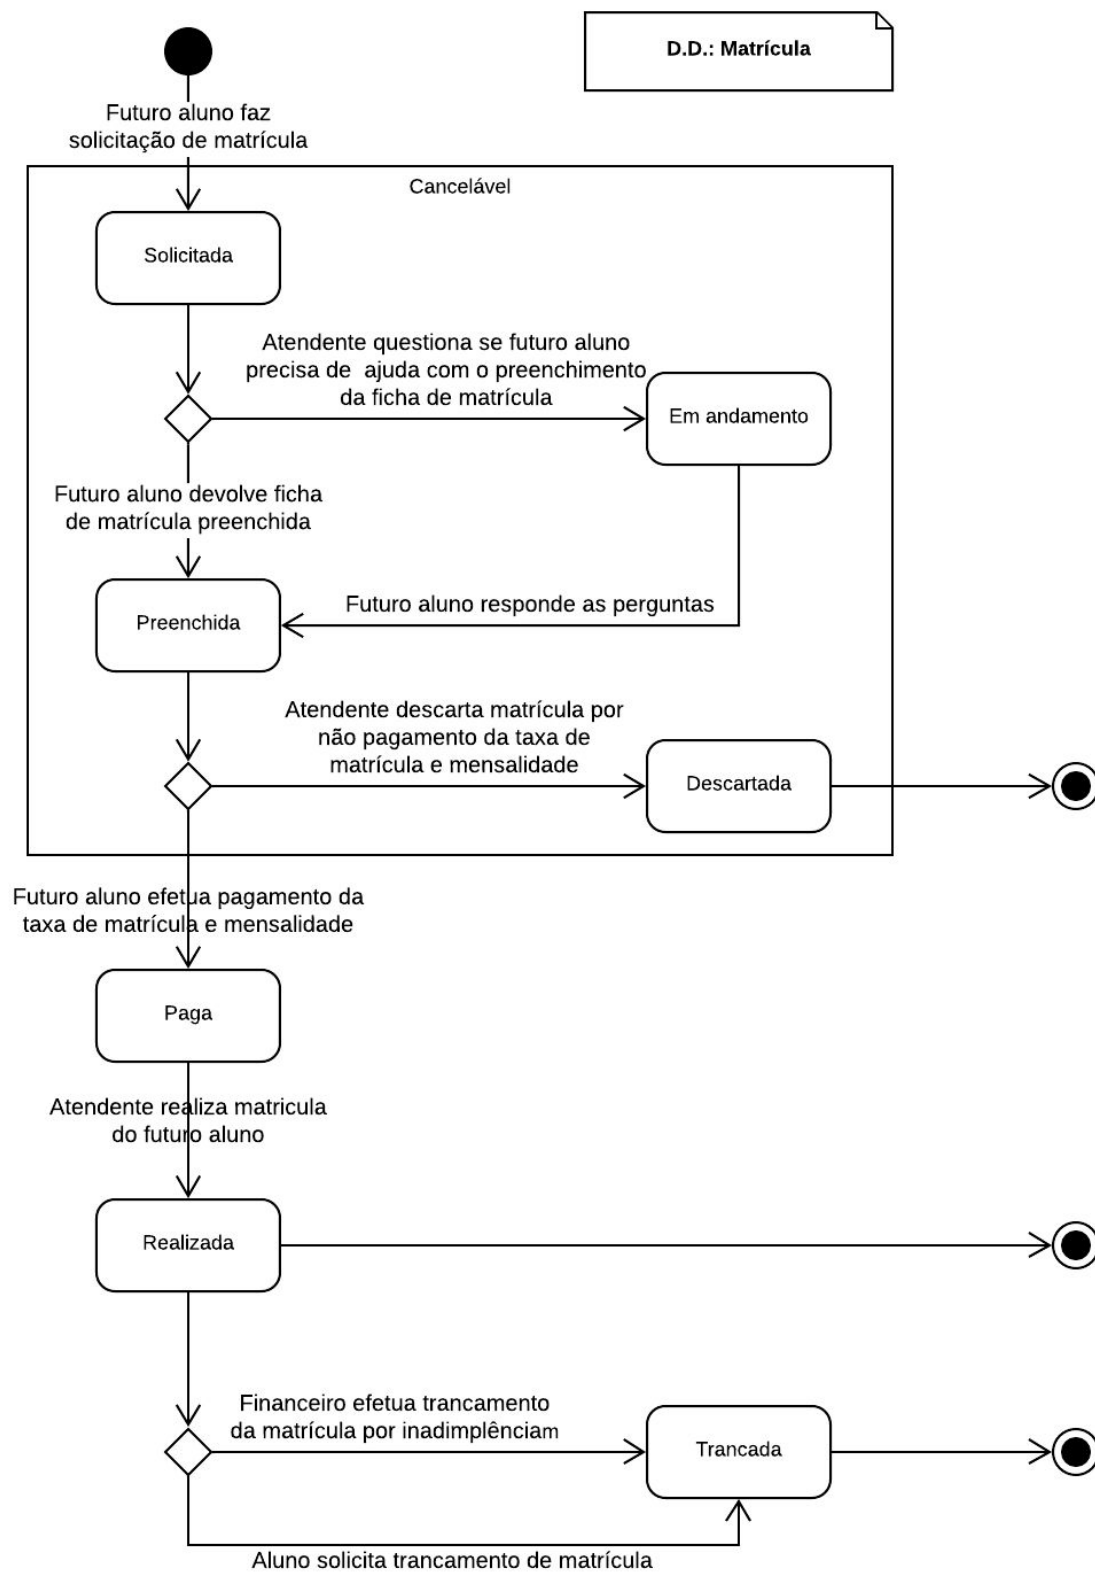 D.D.: Matrícula
Futuro aluno faz
solicitação de matrícula
Cancelável
Solicitada
Atendente questiona se futuro aluno
precisa de  ajuda com o preenchimento
da ficha de matrícula
Em andamento
Futuro aluno devolve ficha
de matrícula preenchida
Futuro aluno responde as perguntas
Preenchida
Atendente descarta matrícula por
não pagamento da taxa de
matrícula e mensalidade
Descartada
Futuro aluno efetua pagamento da
taxa de matrícula e mensalidade
Paga
Atendente realiza matricula
do futuro aluno
Realizada
Financeiro efetua trancamento
da matrícula por inadimplênciam
Trancada
Aluno solicita trancamento de matrícula